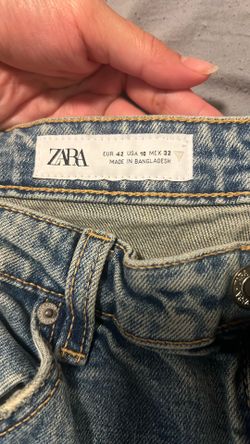 ZARA
EUR 42 USA 10 MEX 32
MADE IN BANGLADESH